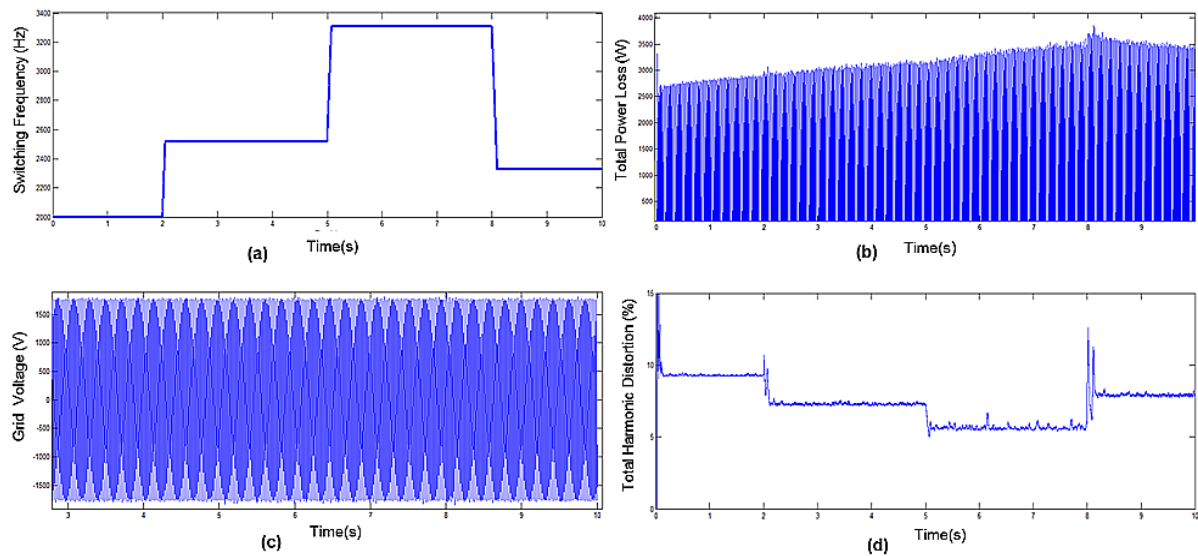 Switching Frequency (Hz)
3400
3200
3000
2800
2600
2400
2200
2000
0 1 2 3 4 5 6 7 8 9 10
Time(s)
(a)
Total Power Loss (W)
4000
3500
3000
2500
2000
1500
1000
500
0 1 2 3 4 5 6 7 8 9 10
Time(s)
(b)
Grid Voltage (V)
1500
1000
500
0
-500
-1000
-1500
3 4 5 6 7 8 9 10
Time(s)
(c)
Total Harmonic Distortion (%)
15
10
5
0
0 1 2 3 4 5 6 7 8 9 10
Time(s)
(d)